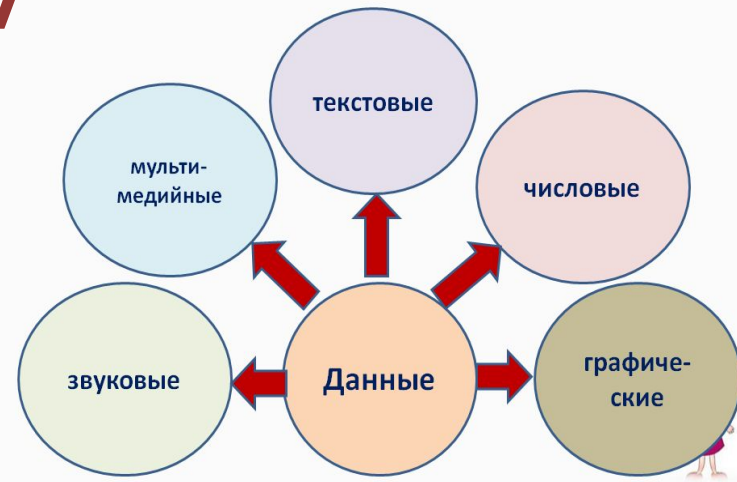 текстовые
мульти-
медийные
числовые
звуковые
Данные
графиче-
ские